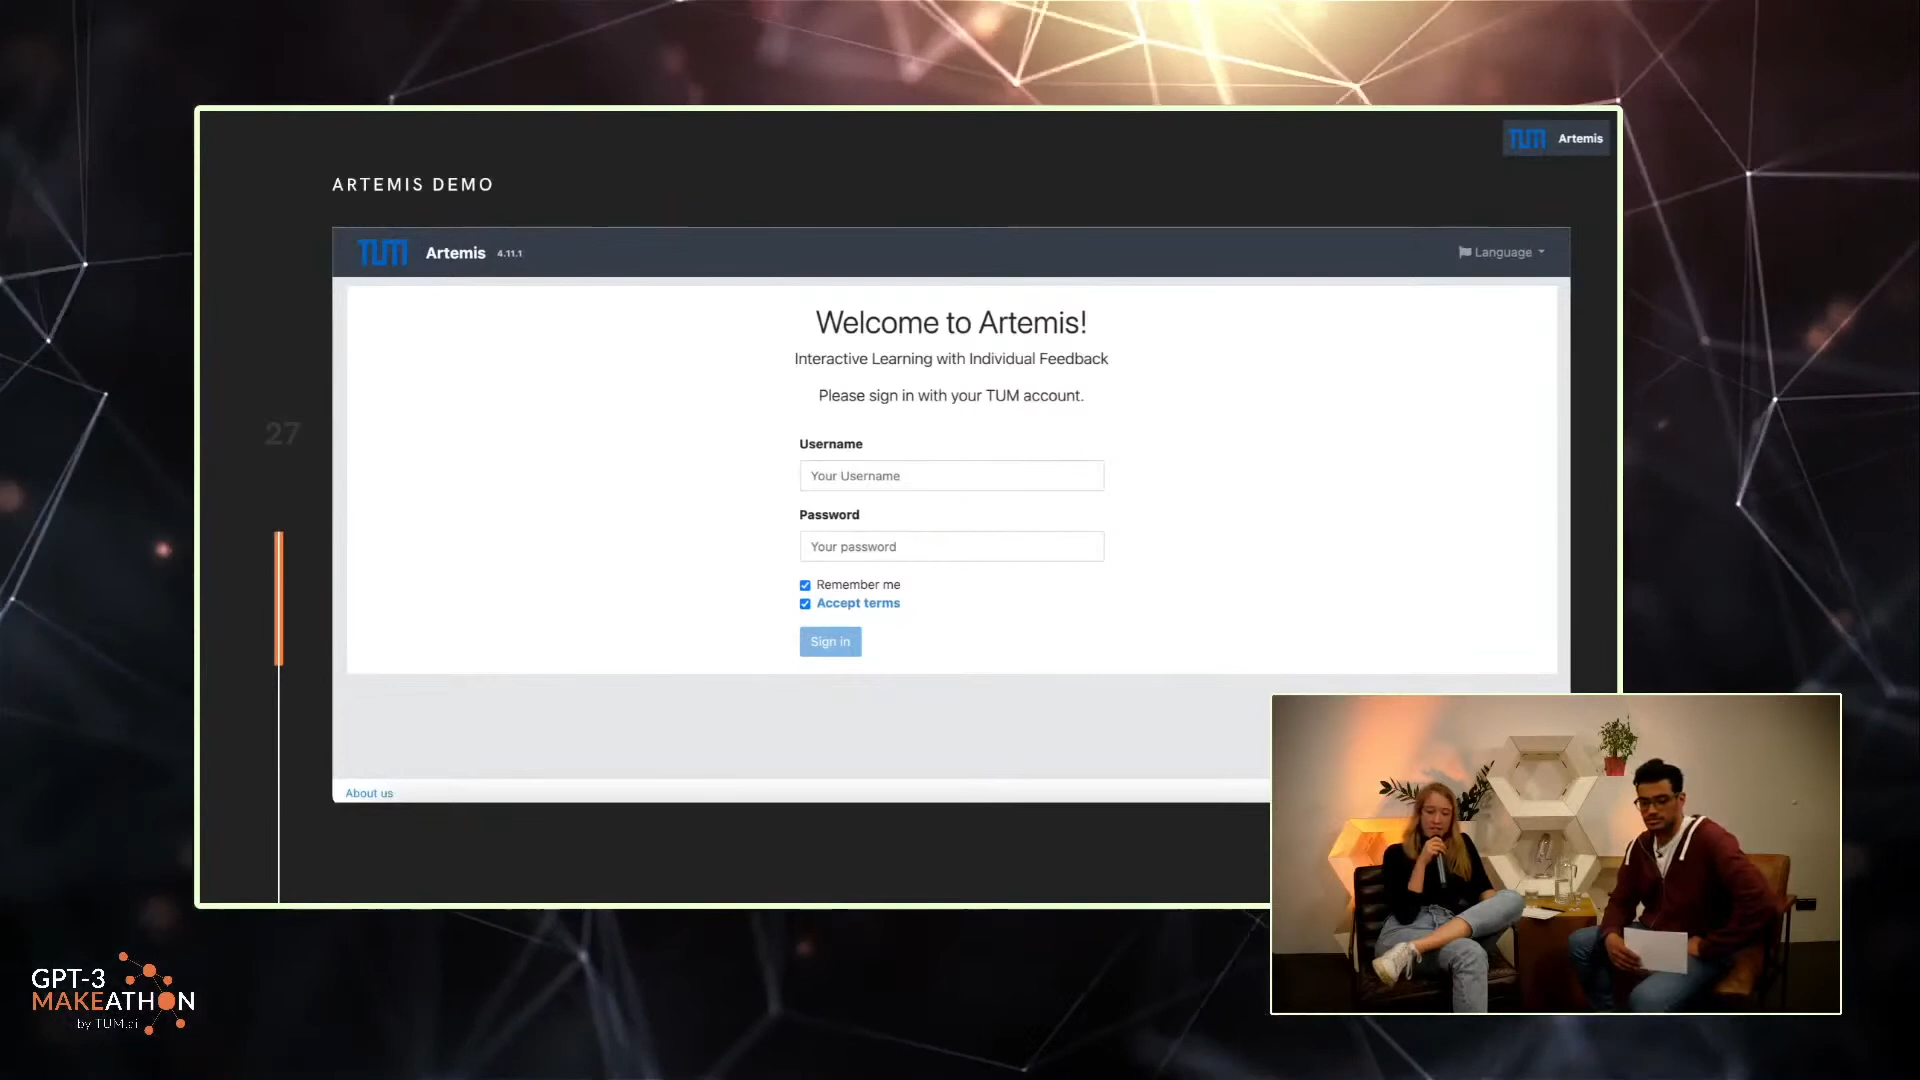 TUM Artemis
ARTEMIS DEMO
TUM Artemis 4.11.1
Language
Welcome to Artemis!
Interactive Learning with Individual Feedback
Please sign in with your TUM account.
27
Username
Your Username
Password
Your password
Remember me
Accept terms
Sign in
About us
GPT-3
MAKEATHON
by TUM.ai